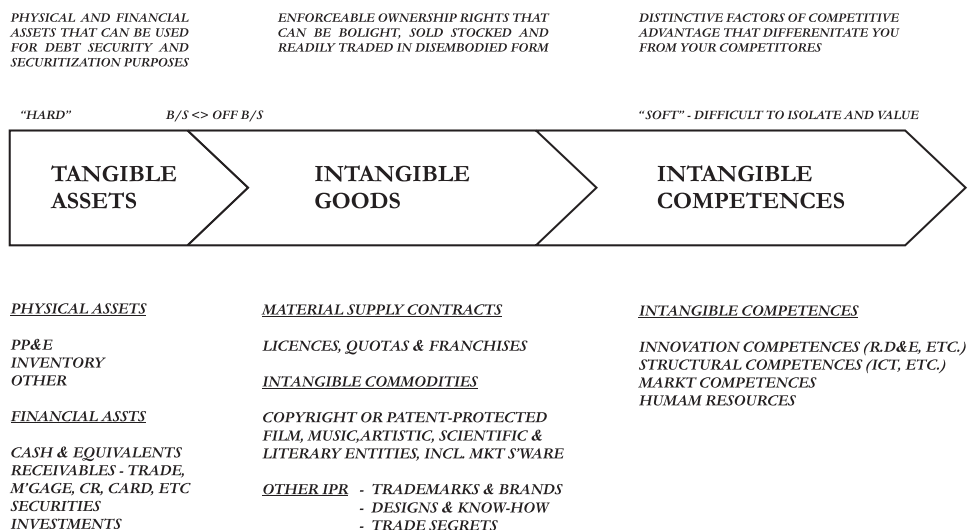 PHYSICAL AND FINANCIAL
ASSETS THAT CAN BE USED
FOR DEBT SECURITY AND
SECURITIZATION PURPOSES
ENFORCEABLE OWNERSHIP RIGHTS THAT
CAN BE BOLIGHT, SOLD STOCKED AND
READILY TRADED IN DISEMBODIED FORM
DISTINCTIVE FACTORS OF COMPETITIVE
ADVANTAGE THAT DIFFERENITATE YOU
FROM YOUR COMPETITORES
“HARD”
B/S <> OFF B/S
“SOFT” - DIFFICULT TO ISOLATE AND VALUE
TANGIBLE
ASSETS
INTANGIBLE
GOODS
INTANGIBLE
COMPETENCES
PHYSICAL ASSETS
PP&E
INVENTORY
OTHER
FINANCIAL ASSTS
CASH & EQUIVALENTS
RECEIVABLES - TRADE,
M'GAGE, CR, CARD, ETC
SECURITIES
INVESTMENTS
MATERIAL SUPPLY CONTRACTS
LICENCES, QUOTAS & FRANCHISES
INTANGIBLE COMMODITIES
COPYRIGHT OR PATENT-PROTECTED
FILM, MUSIC,ARTISTIC, SCIENTIFIC &
LITERARY ENTITIES, INCL. MKT S'WARE
OTHER IPR - TRADEMARKS & BRANDS
- DESIGNS & KNOW-HOW
- TRADE SEGRETS
INTANGIBLE COMPETENCES
INNOVATION COMPETENCES (R.D&E, ETC.)
STRUCTURAL COMPETENCES (ICT, ETC.)
MARKT COMPETENCES
HUMAM RESOURCES